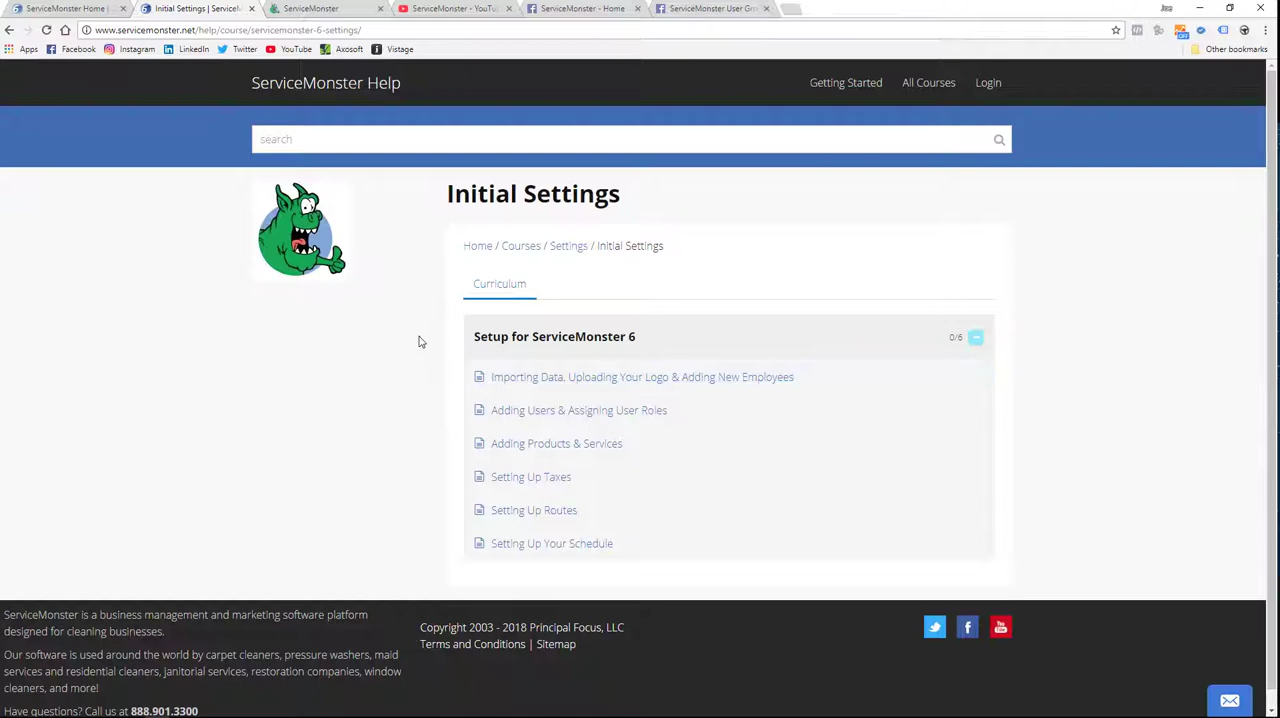 ServiceMonster Home |
Initial Settings | ServiceM
ServiceMonster
ServiceMonster - YouTu
ServiceMonster - Home
ServiceMonster User Gro
www.servicemonster.net/help/course/servicemonster-6-settings/
Apps
Facebook
Instagram
LinkedIn
Twitter
YouTube
Axosoft
Vistage
Other bookmarks
ServiceMonster Help
Getting Started
All Courses
Login
search
Initial Settings
Home / Courses / Settings / Initial Settings
Curriculum
Setup for ServiceMonster 6
0/6
Importing Data, Uploading Your Logo & Adding New Employees
Adding Users & Assigning User Roles
Adding Products & Services
Setting Up Taxes
Setting Up Routes
Setting Up Your Schedule
ServiceMonster is a business management and marketing software platform
designed for cleaning businesses.
Our software is used around the world by carpet cleaners, pressure washers, maid
services and residential cleaners, janitorial services, restoration companies, window
cleaners, and more!
Have questions? Call us at 888.901.3300
Copyright 2003 - 2018 Principal Focus, LLC
Terms and Conditions | Sitemap
You
Tube